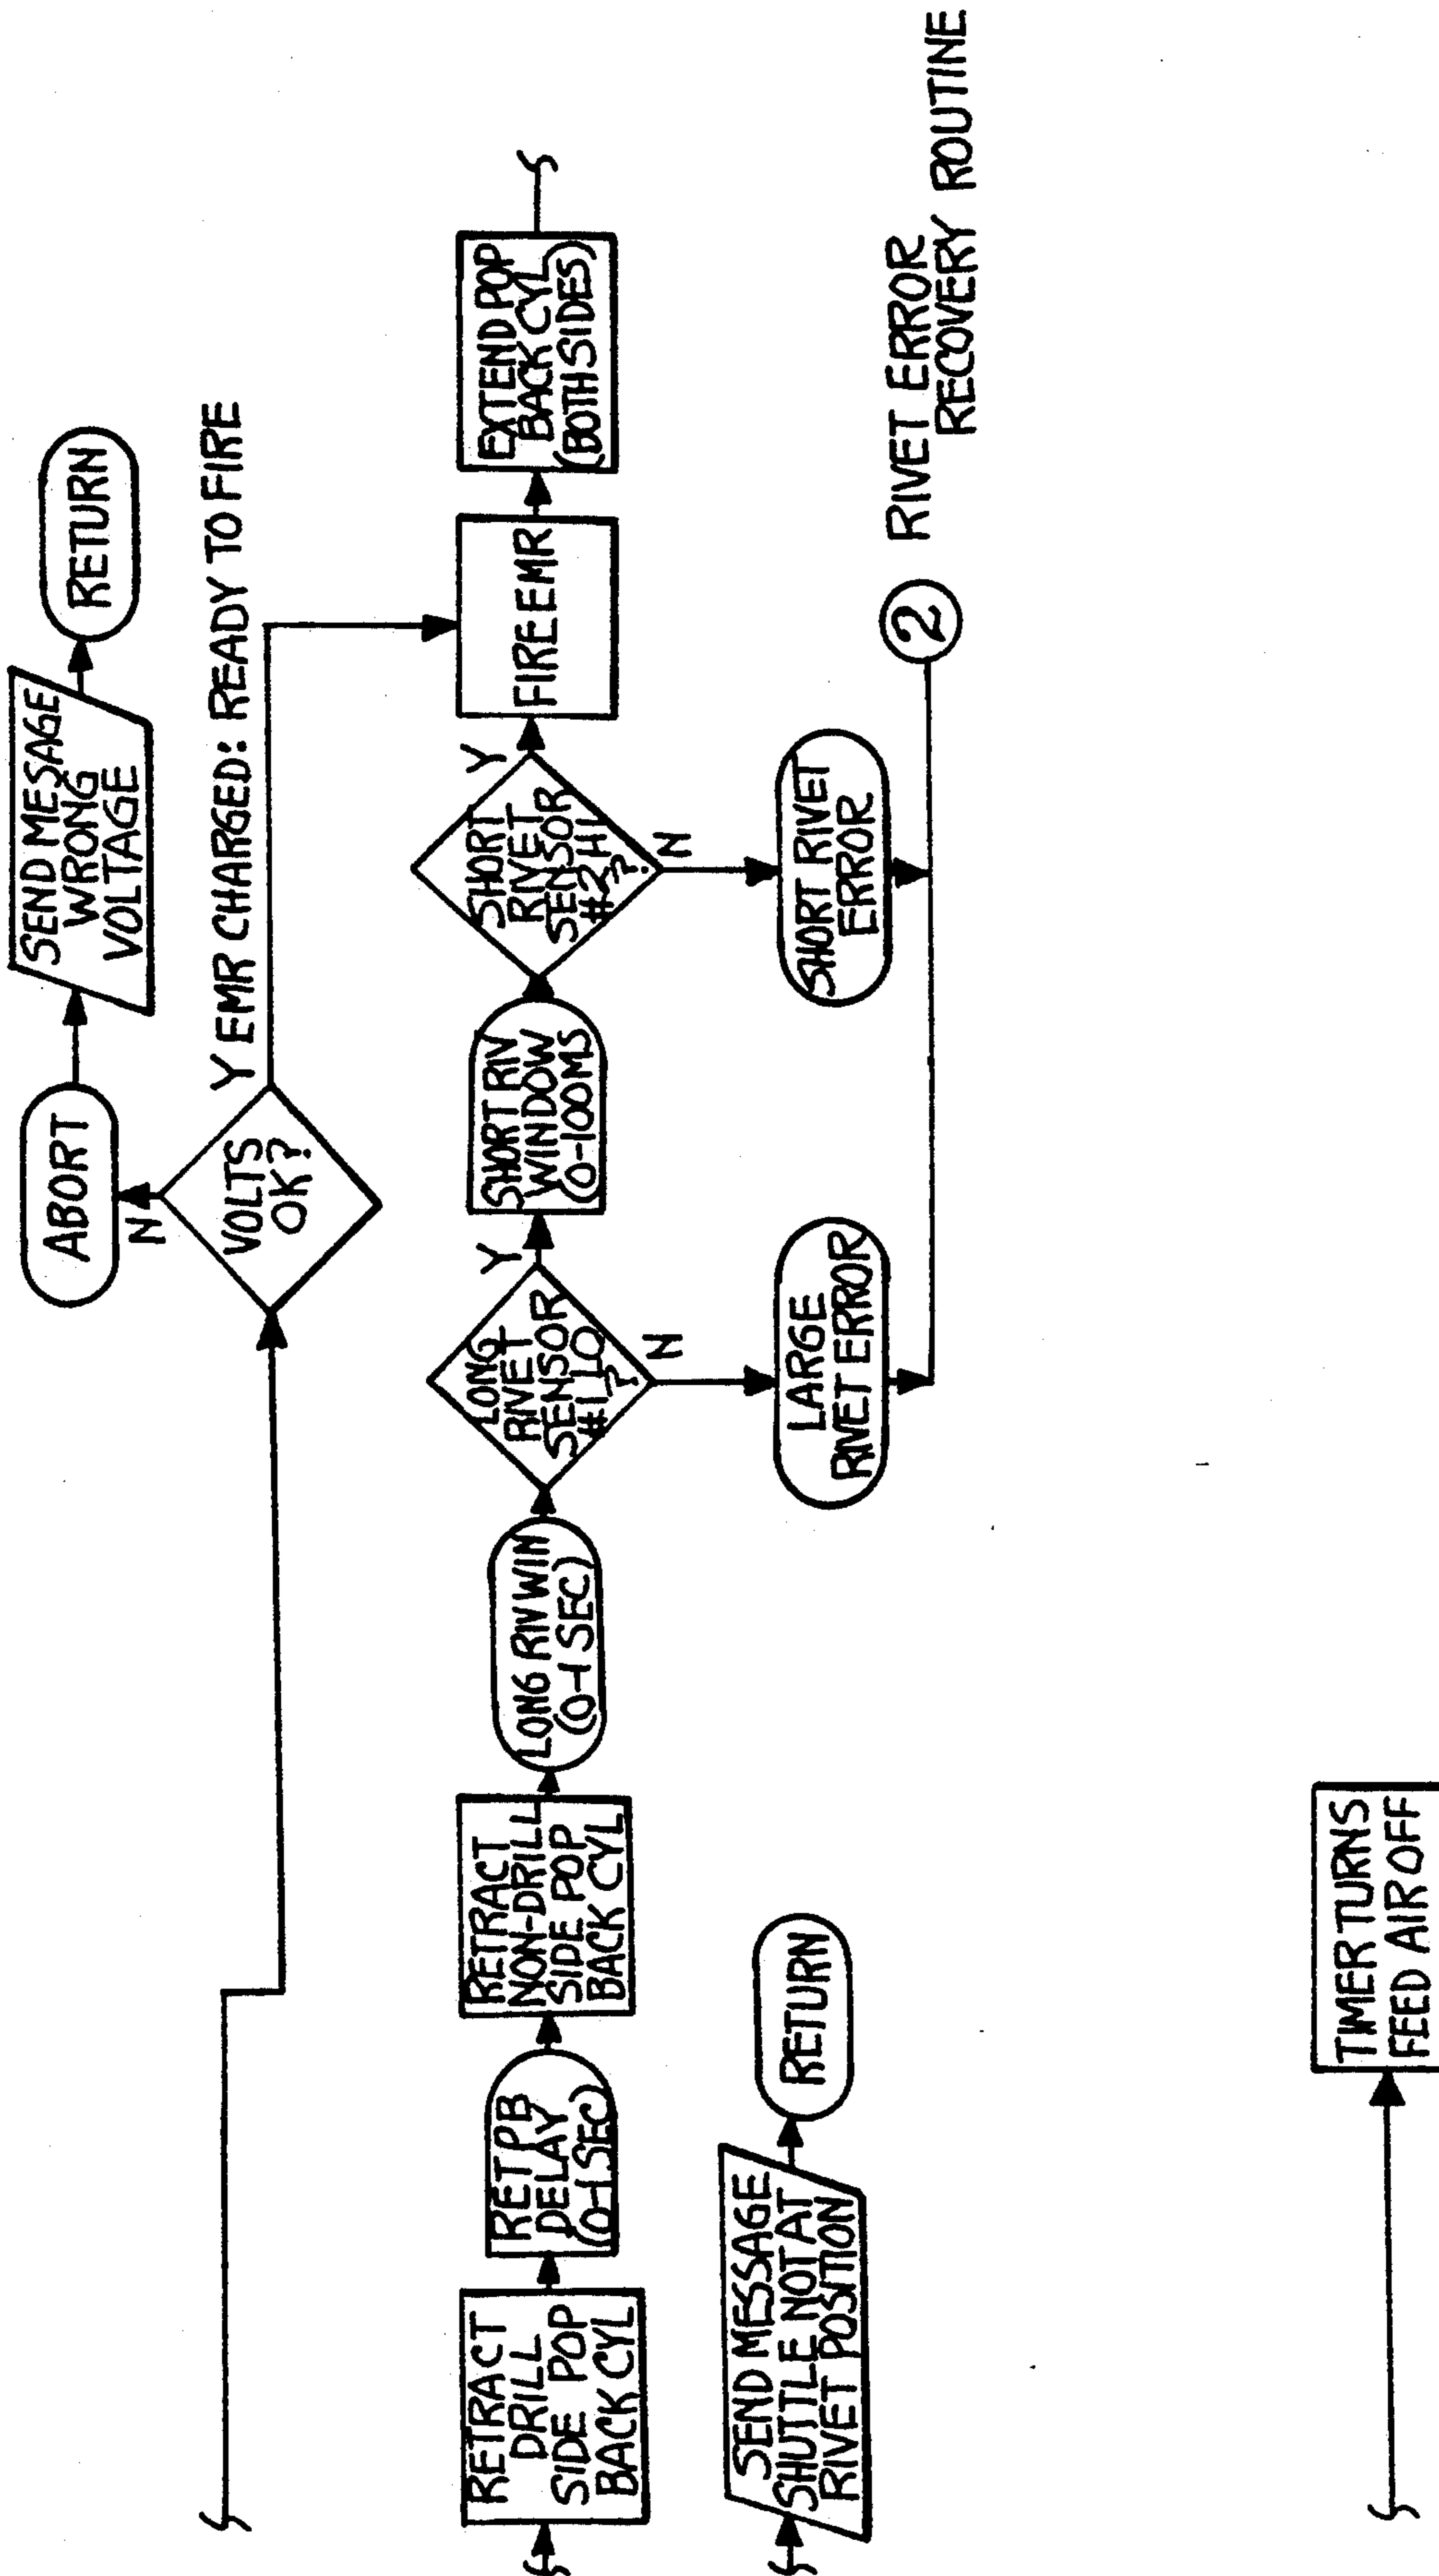 ABORT
SEND MESAGE
WRONG
VOLTAGE
RETURN
N
VOLTS
OK?
Y EMR CHARGED: READY TO FIRE
RETRACT
DRILL
SIDE POP
BACK CYL
RET PB
DELAY
(0-1 SEC)
RETRACT
NON-DRILL
SIDE POP
BACK CYL
LONG RIV WIN
(0-1 SEC)
LONG
RIVET
SENSOR
#1 LO
?
Y
N
SHORT RIV
WINDOW
(0-100MS
SHORT
RIVET
SENSOR
#2 HI
?
Y
N
FIRE EMR
EXTEND POP
BACK CYL
(BOTH SIDES)
SEND MESSAGE
SHUTTLE NOT AT
RIVET POSITION
RETURN
LARGE
RIVET ERROR
SHORT RIVET
ERROR
2
RIVET ERROR
RECOVERY ROUTINE
TIMER TURNS
FEED AIR OFF